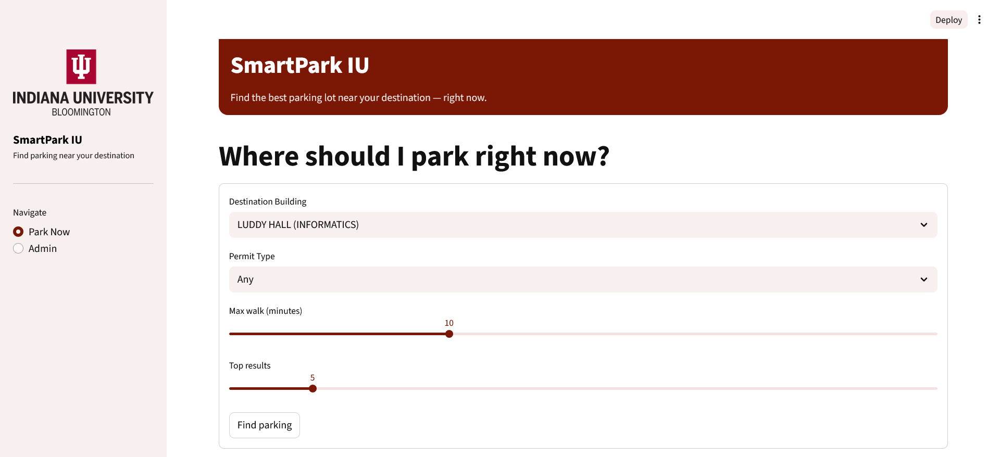 Deploy
INDIANA UNIVERSITY
BLOOMINGTON
SmartPark IU
Find parking near your destination
Navigate
Park Now
Admin
SmartPark IU
Find the best parking lot near your destination — right now.
Where should I park right now?
Destination Building
LUDDY HALL (INFORMATICS)
Permit Type
Any
Max walk (minutes)
10
Top results
5
Find parking